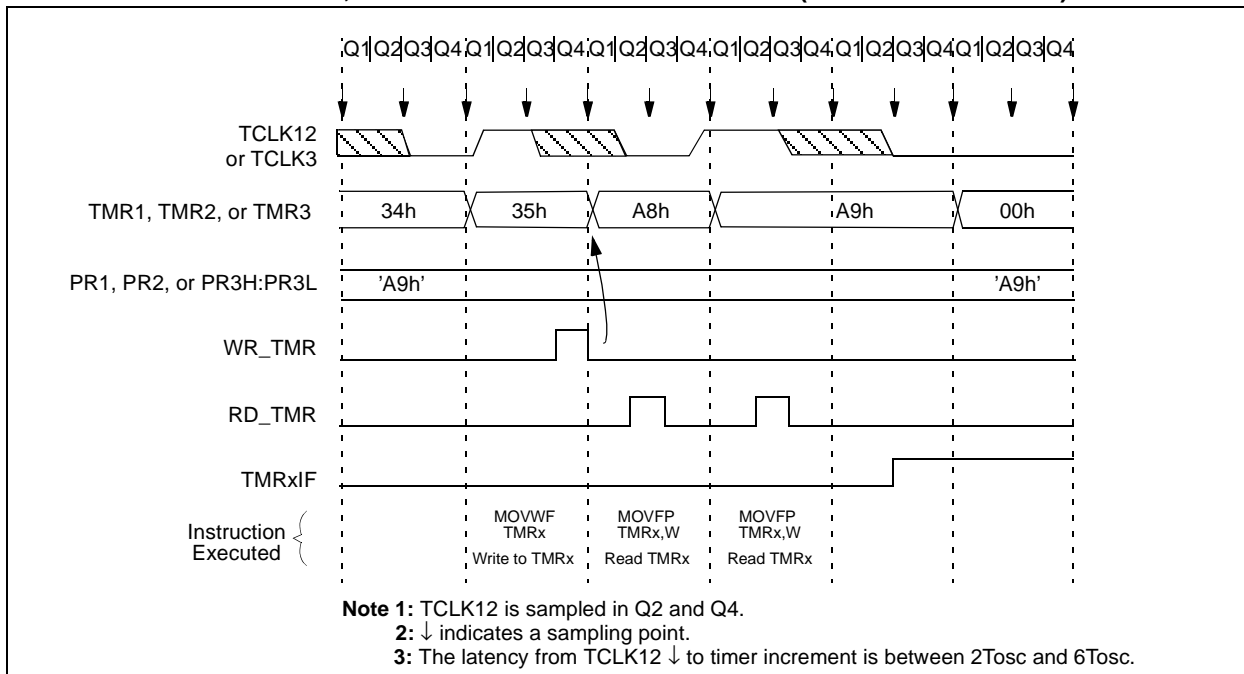 Q1 Q2 Q3 Q4 Q1 Q2 Q3 Q4 Q1 Q2 Q3 Q4 Q1 Q2 Q3 Q4 Q1 Q2 Q3 Q4 Q1 Q2 Q3 Q4
TCLK12
or TCLK3
TMR1, TMR2, or TMR3 34h 35h A8h A9h 00h
PR1, PR2, or PR3H:PR3L 'A9h' 'A9h'
WR_TMR
RD_TMR
TMRxIF
Instruction
Executed
MOVWF
TMRx
Write to TMRx
MOVFP
TMRx,W
Read TMRx
MOVFP
TMRx,W
Read TMRx
Note 1: TCLK12 is sampled in Q2 and Q4.
2: ↓ indicates a sampling point.
3: The latency from TCLK12 ↓ to timer increment is between 2Tosc and 6Tosc.